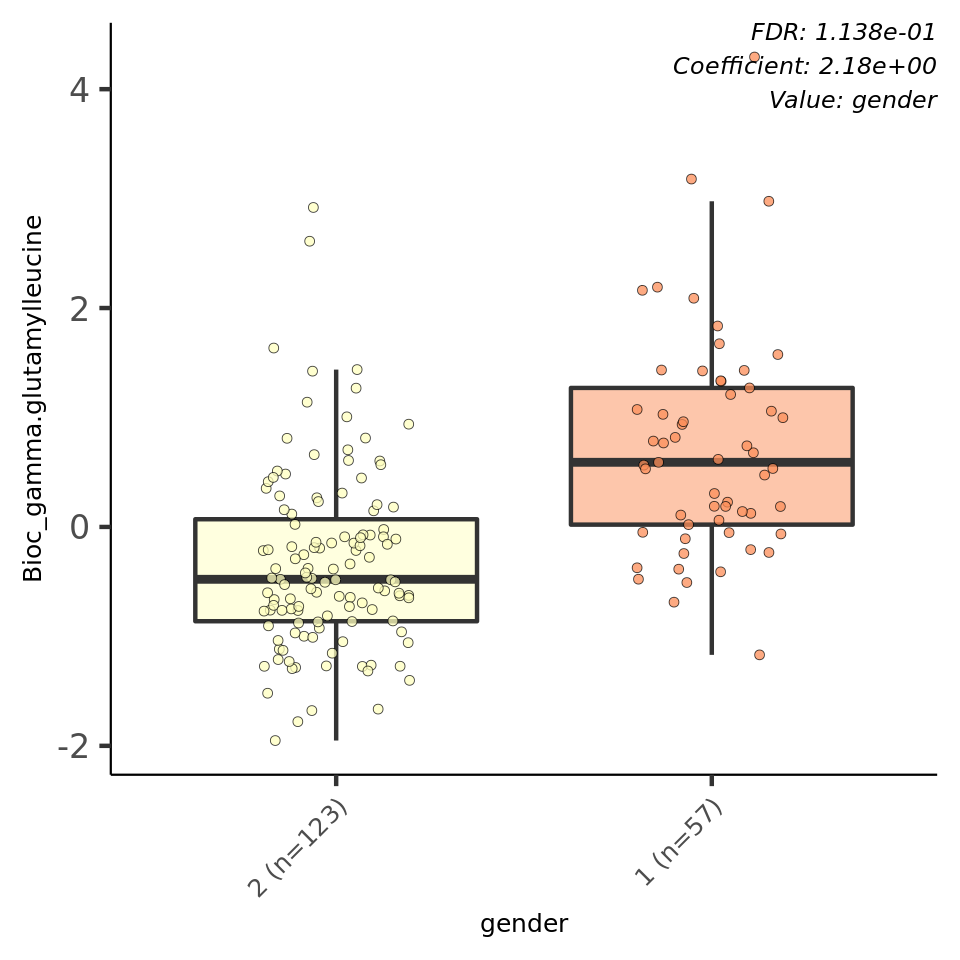 FDR: 1.138e-01
Coefficient: 2.18e+00
Value: gender
4
2
0
-2
Bioc_gamma.glutamylleucine
2 (n=123)
1 (n=57)
gender